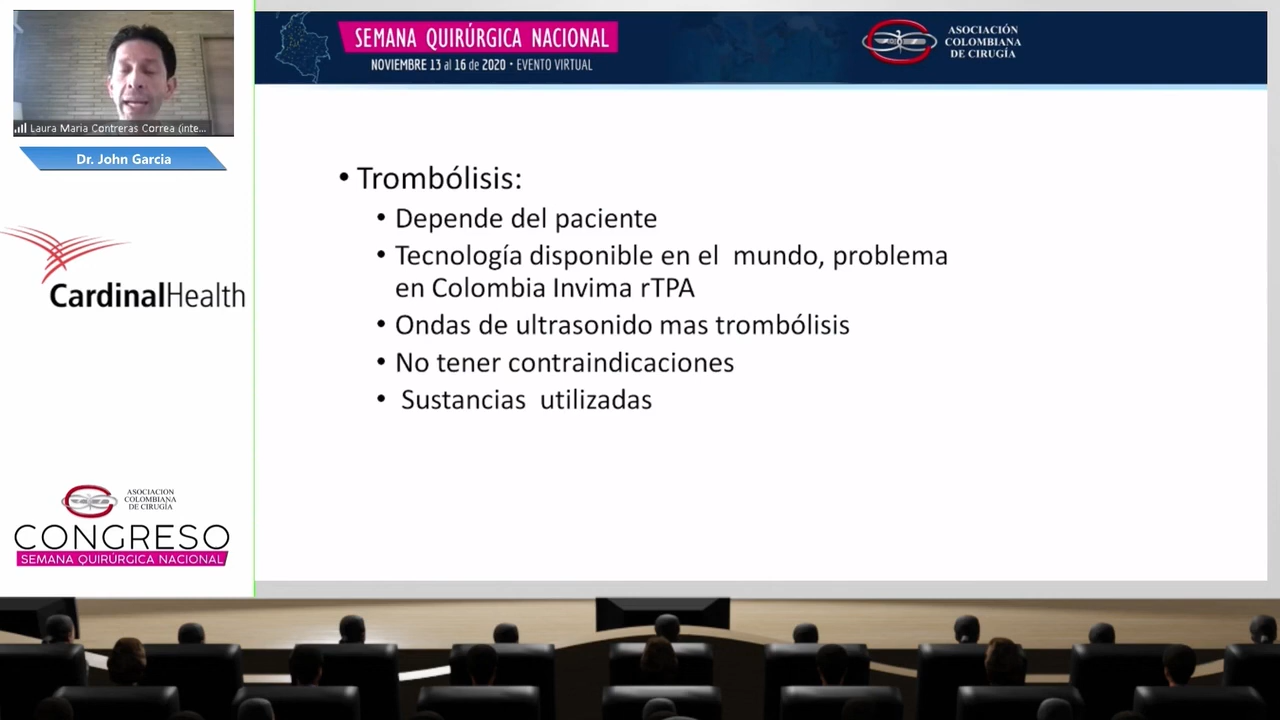 Laura Maria Contreras Correa (inte...
Dr. John Garcia
CardinalHealth
ASOCIACION
COLOMBIANA
DE CIRUGÍA
CONGRESO
SEMANA QUIRÚRGICA NACIONAL
SEMANA QUIRÚRGICA NACIONAL
NOVIEMBRE 13 al 16 de 2020 • EVENTO VIRTUAL
ASOCIACIÓN
COLOMBIANA
DE CIRUGÍA
• Trombólisis:
• Depende del paciente
• Tecnología disponible en el mundo, problema
en Colombia Invima rTPA
• Ondas de ultrasonido mas trombólisis
• No tener contraindicaciones
• Sustancias utilizadas